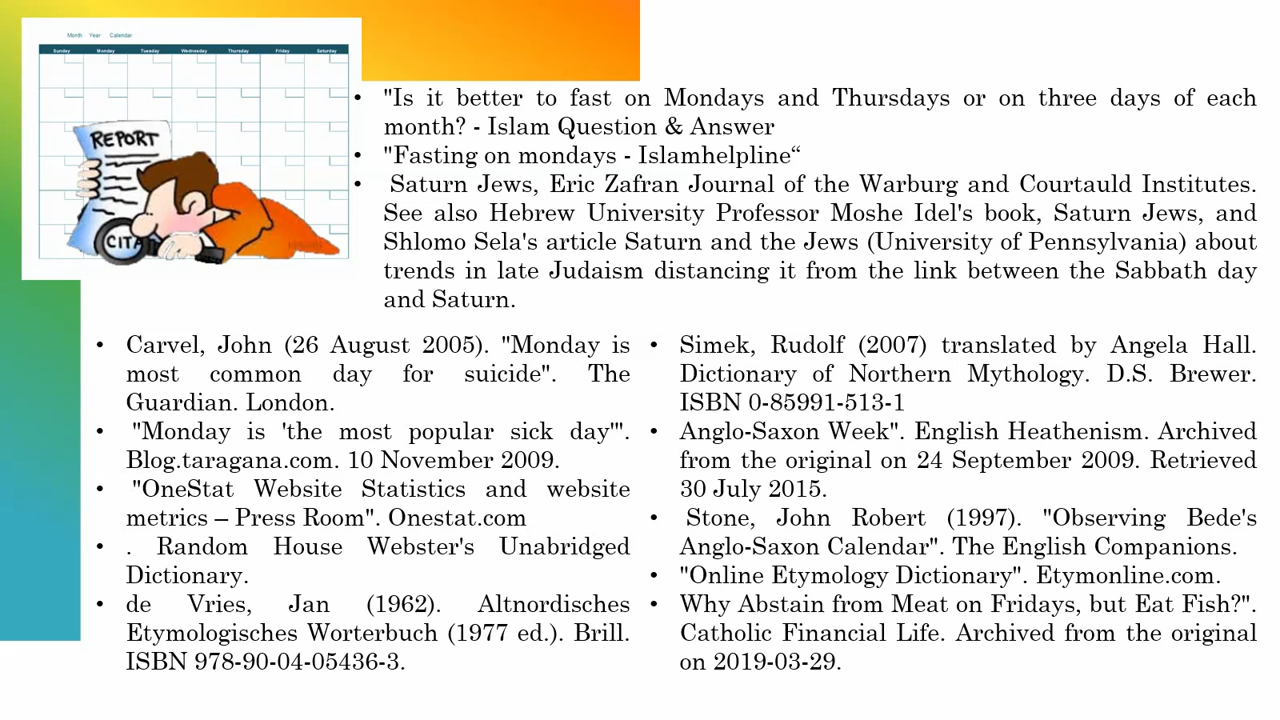 Month Year Calendar
Sunday Monday Tuesday Wednesday Thursday Friday Saturday
REPORT
CITA
• "Is it better to fast on Mondays and Thursdays or on three days of each
month? - Islam Question & Answer
• "Fasting on mondays - Islamhelpline“
• Saturn Jews, Eric Zafran Journal of the Warburg and Courtauld Institutes.
See also Hebrew University Professor Moshe Idel's book, Saturn Jews, and
Shlomo Sela's article Saturn and the Jews (University of Pennsylvania) about
trends in late Judaism distancing it from the link between the Sabbath day
and Saturn.
• Carvel, John (26 August 2005). "Monday is
most common day for suicide". The
Guardian. London.
• "Monday is 'the most popular sick day'".
Blog.taragana.com. 10 November 2009.
• "OneStat Website Statistics and website
metrics – Press Room". Onestat.com
• . Random House Webster's Unabridged
Dictionary.
• de Vries, Jan (1962). Altnordisches
Etymologisches Worterbuch (1977 ed.). Brill.
ISBN 978-90-04-05436-3.
• Simek, Rudolf (2007) translated by Angela Hall.
Dictionary of Northern Mythology. D.S. Brewer.
ISBN 0-85991-513-1
• Anglo-Saxon Week". English Heathenism. Archived
from the original on 24 September 2009. Retrieved
30 July 2015.
• Stone, John Robert (1997). "Observing Bede's
Anglo-Saxon Calendar". The English Companions.
• "Online Etymology Dictionary". Etymonline.com.
• Why Abstain from Meat on Fridays, but Eat Fish?".
Catholic Financial Life. Archived from the original
on 2019-03-29.